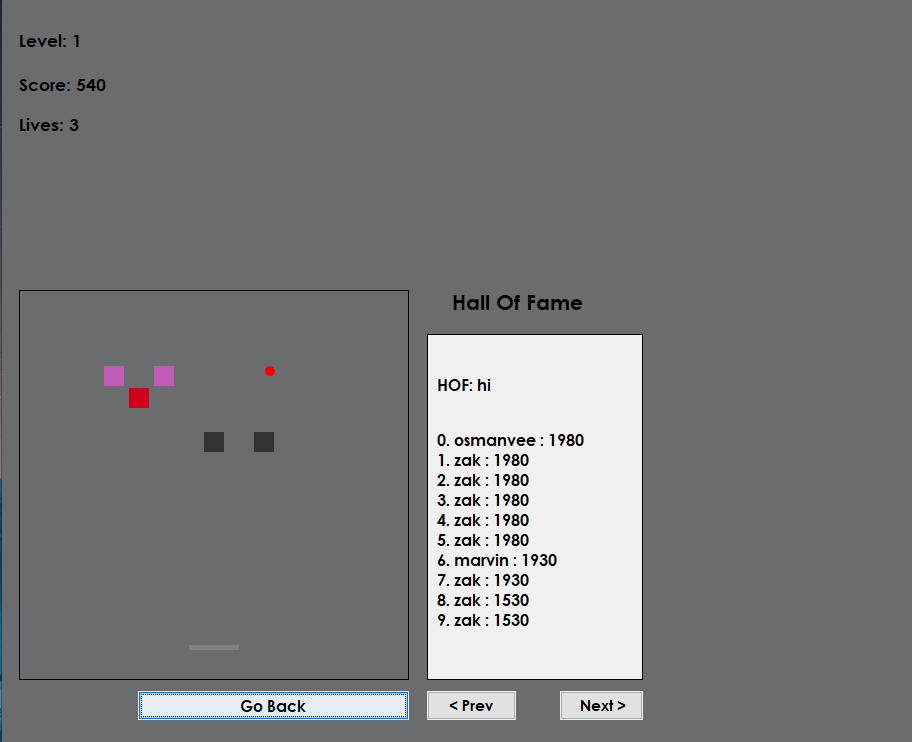 Level: 1
Score: 540
Lives: 3
Hall Of Fame
HOF: hi
0. osmanvee : 1980
1. zak : 1980
2. zak : 1980
3. zak : 1980
4. zak : 1980
5. zak : 1980
6. marvin : 1930
7. zak : 1930
8. zak : 1530
9. zak : 1530
Go Back
< Prev
Next >